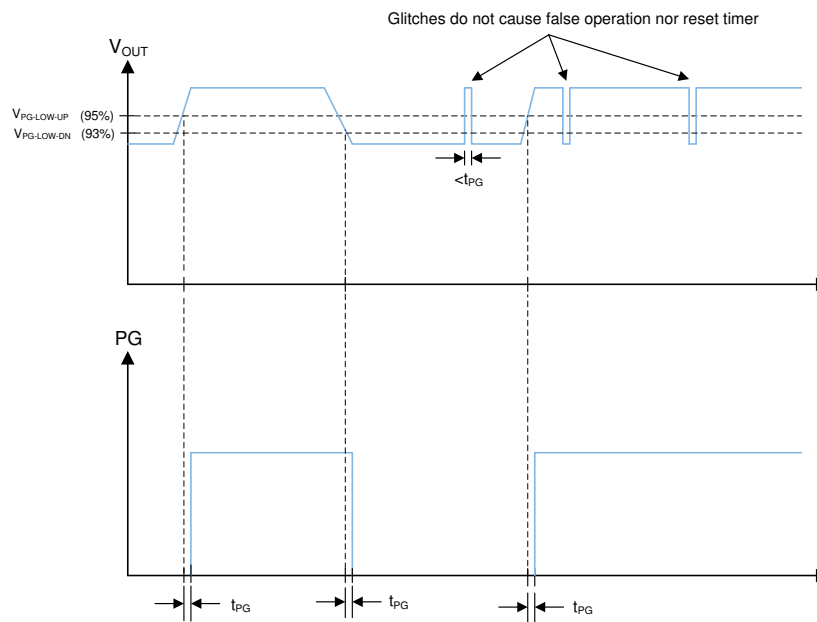 Glitches do not cause false operation nor reset timer
VOUT
VPG-LOW-UP (95%)
VPG-LOW-DN (93%)
<tPG
PG
tPG
tPG
tPG